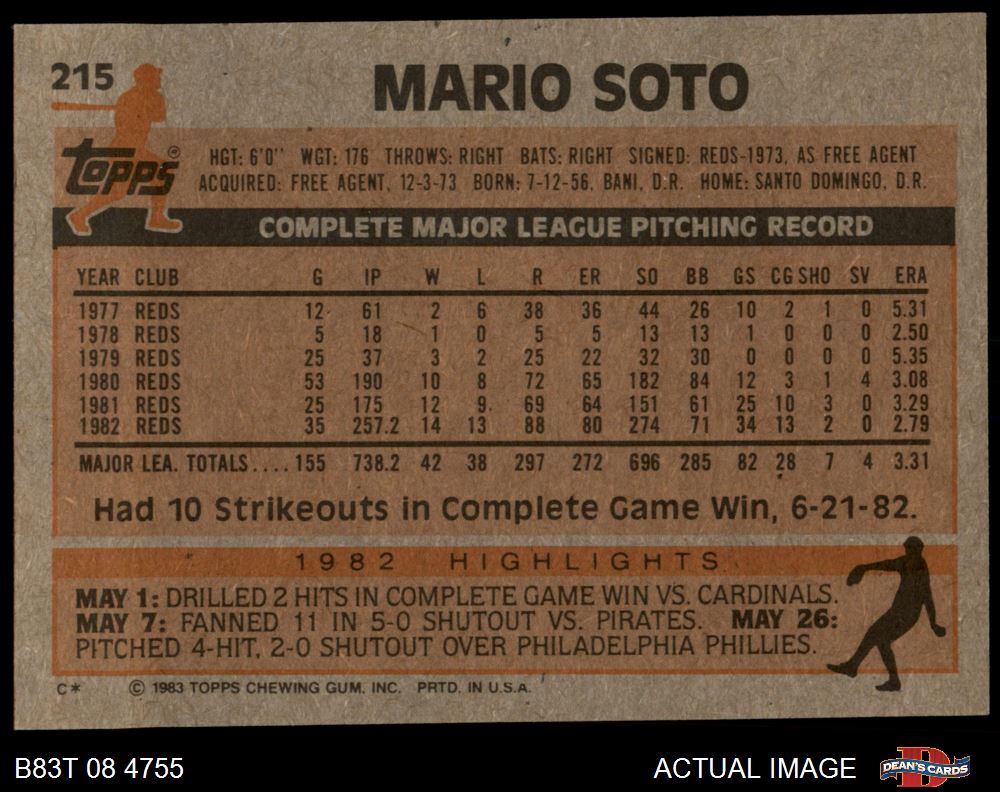 215
MARIO SOTO
Topps ®
HGT: 6'0" WGT: 176 THROWS: RIGHT BATS: RIGHT SIGNED: REDS-1973, AS FREE AGENT
ACQUIRED: FREE AGENT, 12-3-73 BORN: 7-12-56, BANI, D.R. HOME: SANTO DOMINGO, D.R.
COMPLETE MAJOR LEAGUE PITCHING RECORD
YEAR CLUB G IP W L R ER SO BB GS CG SHO SV ERA
1977 REDS 12 61 2 6 38 36 44 26 10 2 1 0 5.31
1978 REDS 5 18 1 0 5 5 13 13 1 0 0 0 2.50
1979 REDS 25 37 3 2 25 22 32 30 0 0 0 0 5.35
1980 REDS 53 190 10 8 72 65 182 84 12 3 1 4 3.08
1981 REDS 25 175 12 9 69 64 151 61 25 10 3 0 3.29
1982 REDS 35 257.2 14 13 88 80 274 71 34 13 2 0 2.79
MAJOR LEA. TOTALS....155 738.2 42 38 297 272 696 285 82 28 7 4 3.31
Had 10 Strikeouts in Complete Game Win, 6-21-82.
1982 HIGHLIGHTS
MAY 1: DRILLED 2 HITS IN COMPLETE GAME WIN VS. CARDINALS.
MAY 7: FANNED 11 IN 5-0 SHUTOUT VS. PIRATES. MAY 26:
PITCHED 4-HIT, 2-0 SHUTOUT OVER PHILADELPHIA PHILLIES.
C* © 1983 TOPPS CHEWING GUM, INC. PRTD. IN U.S.A.
B83T 08 4755
ACTUAL IMAGE
D
DEAN'S CARDS